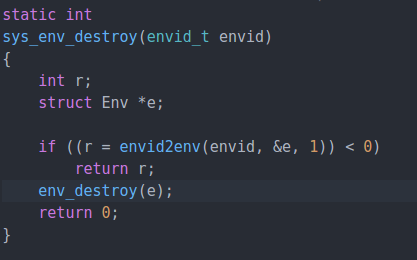 static int
sys_env_destroy(envid_t envid)
{
    int r;
    struct Env *e;

    if ((r = envid2env(envid, &e, 1)) < 0)
        return r;
    env_destroy(e);
    return 0;
}